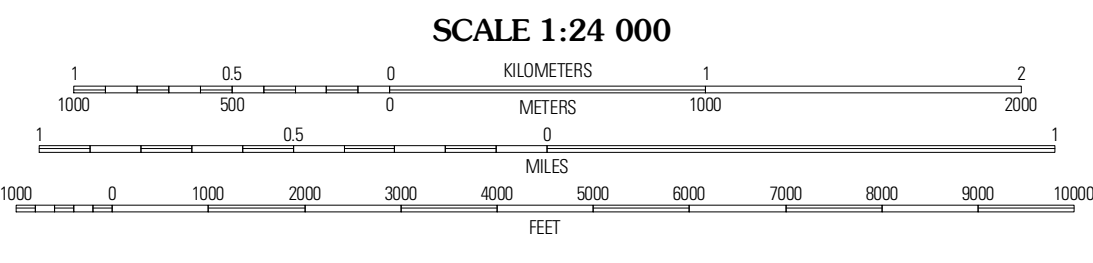 SCALE 1:24 000
1 0.5 0 KILOMETERS 1 2
1000 500 0 METERS 1000 2000
1 0.5 0 1
MILES
1000 0 1000 2000 3000 4000 5000 6000 7000 8000 9000 10000
FEET